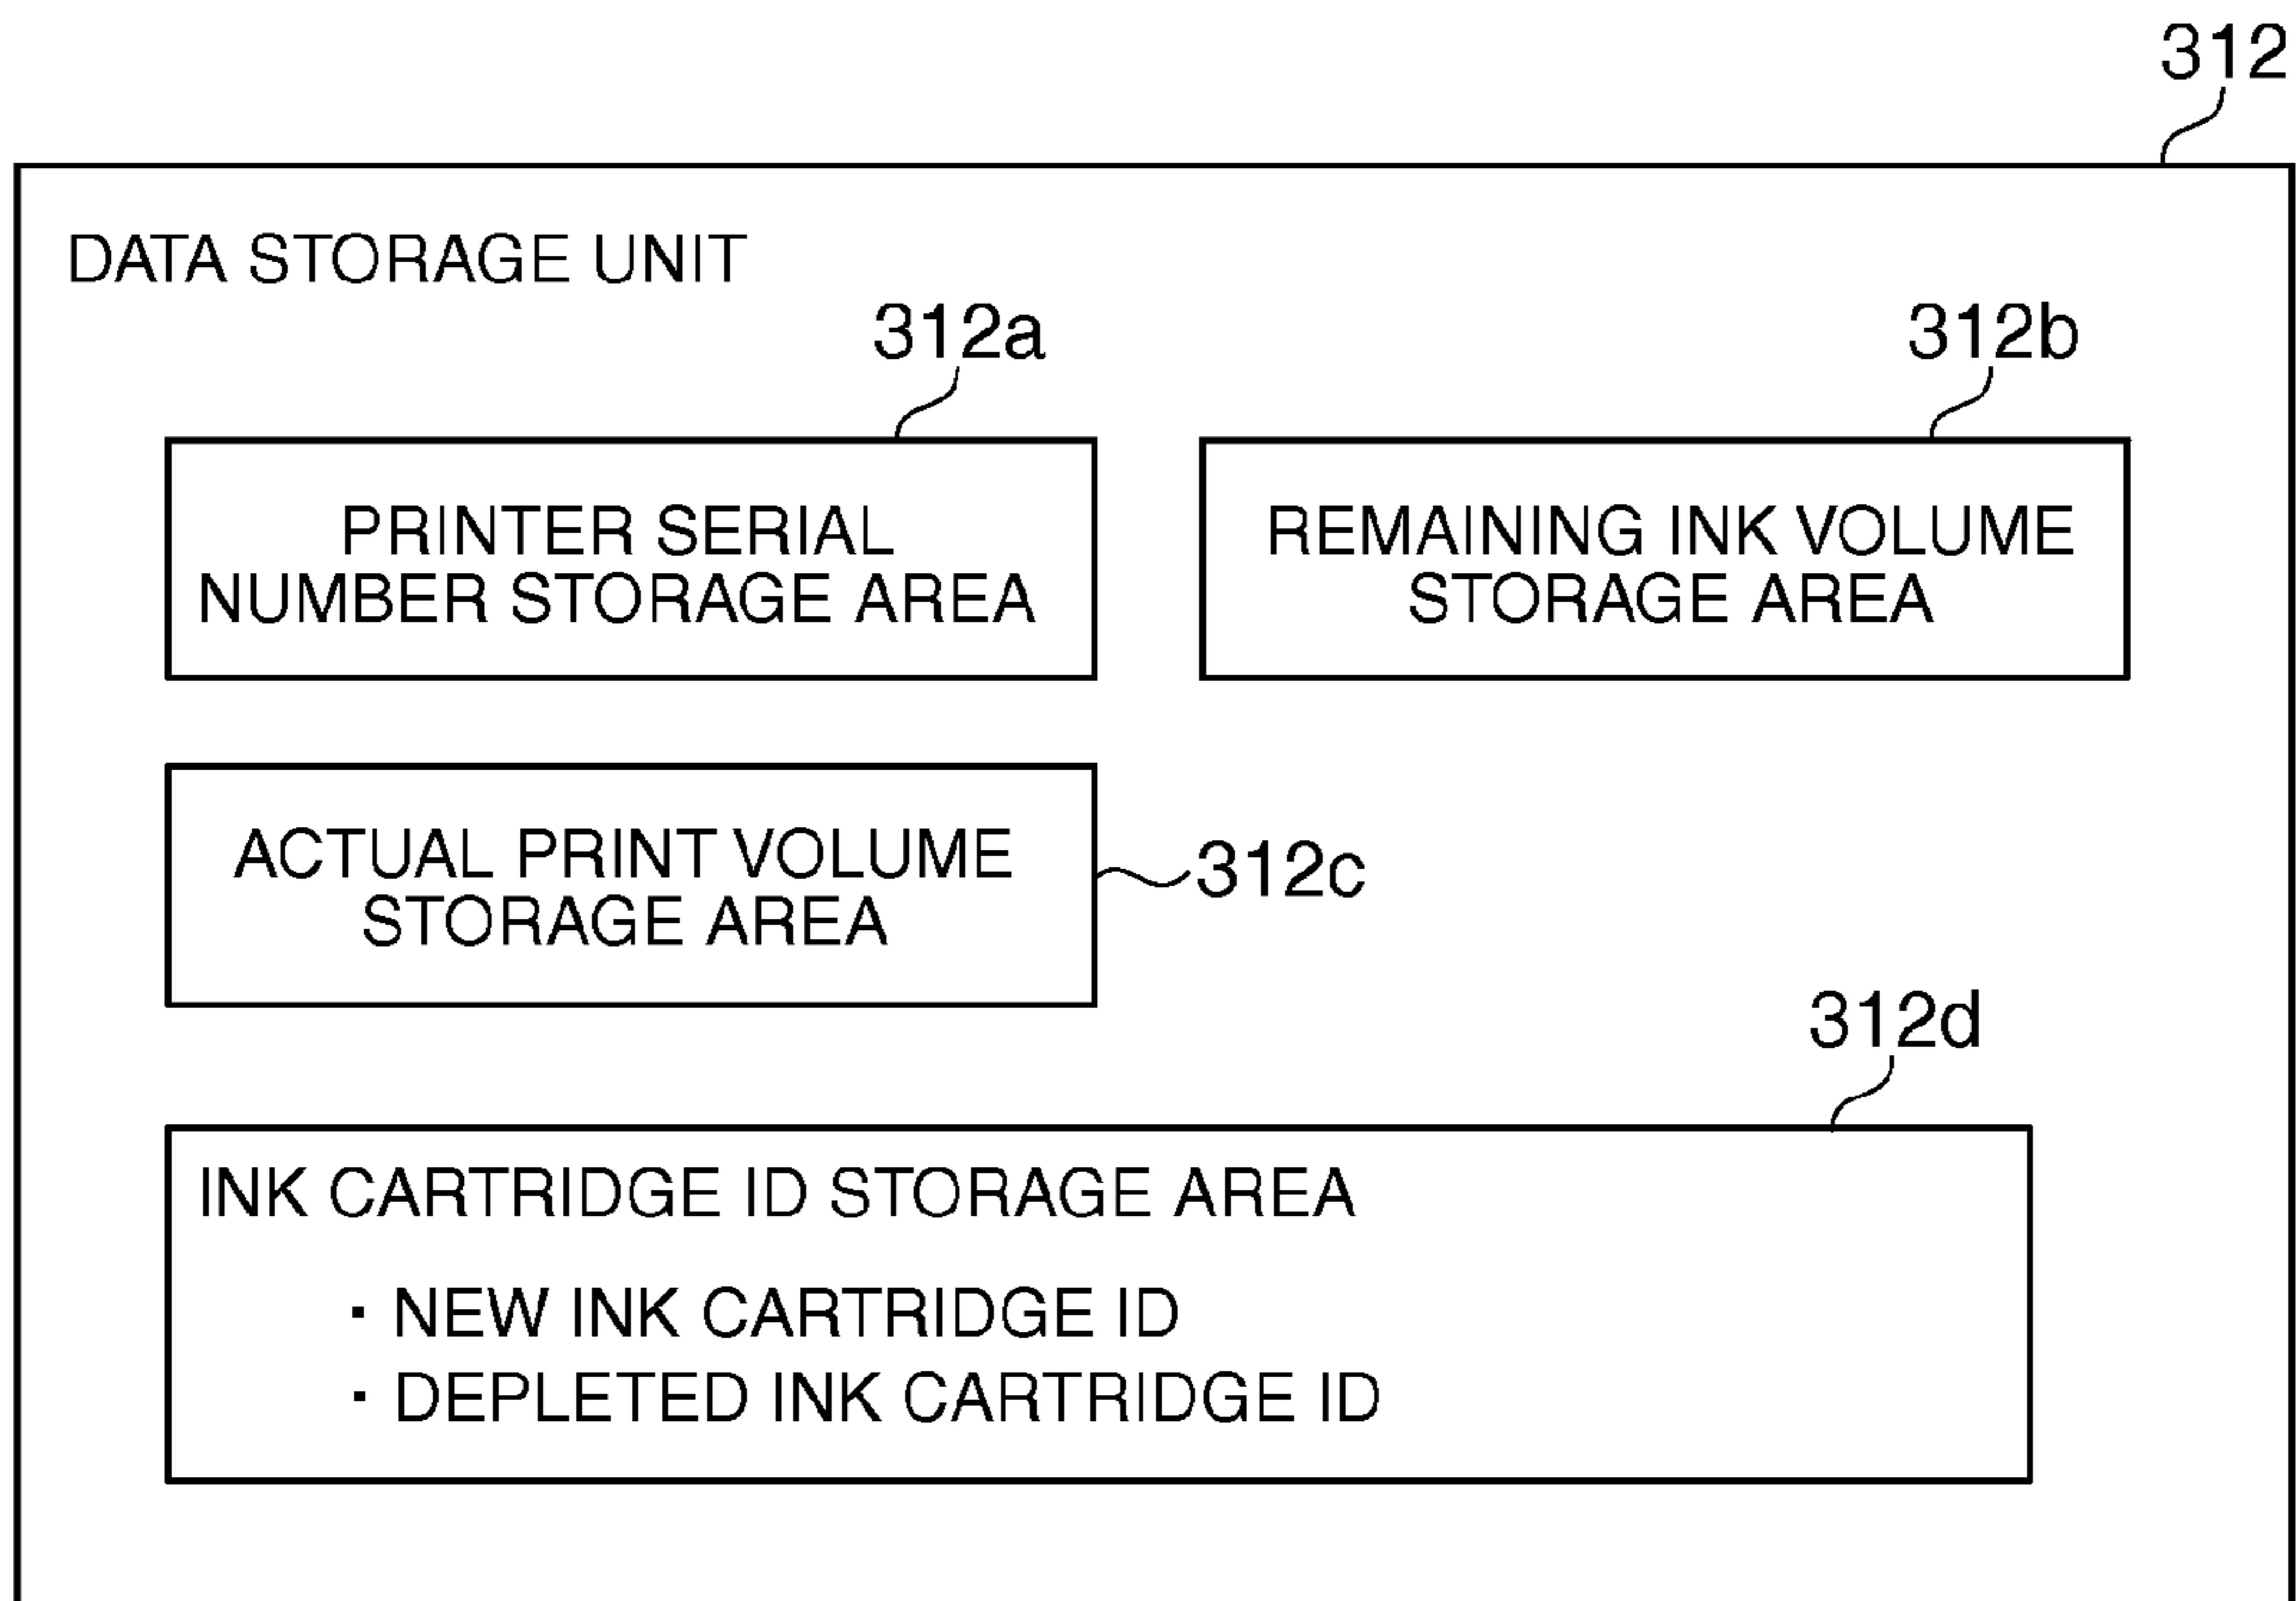 312
DATA STORAGE UNIT
312a
312b
PRINTER SERIAL
NUMBER STORAGE AREA
REMAINING INK VOLUME
STORAGE AREA
ACTUAL PRINT VOLUME
STORAGE AREA
312c
312d
INK CARTRIDGE ID STORAGE AREA
· NEW INK CARTRIDGE ID
· DEPLETED INK CARTRIDGE ID